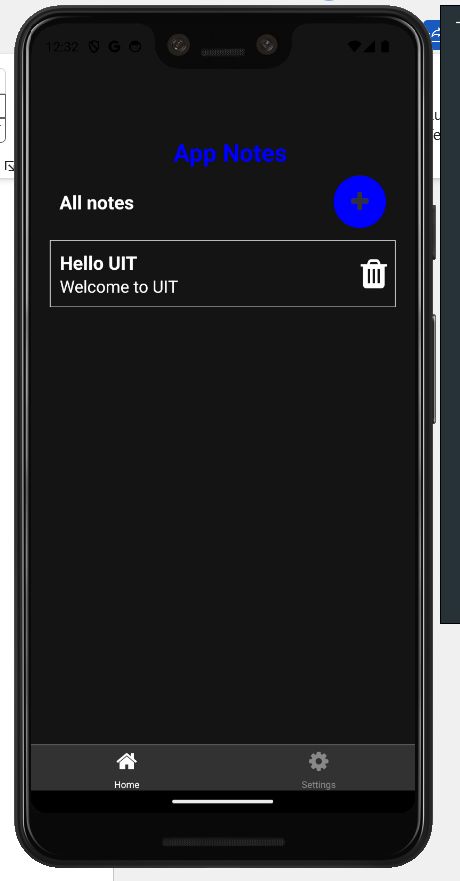 12:32
App Notes
All notes
Hello UIT
Welcome to UIT
Home
Settings